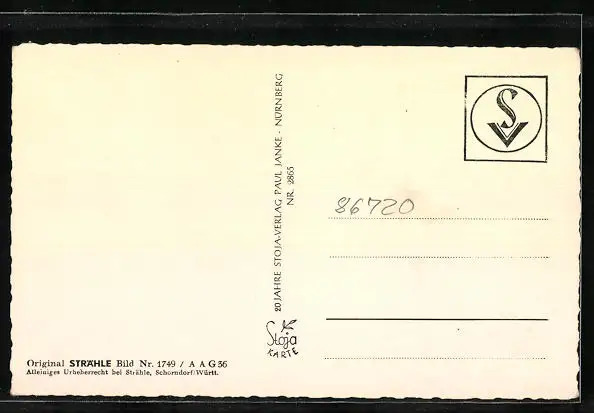 Original STRÄHLE Bild Nr. 1749 / A A G 36
Alleiniges Urheberrecht bei Strähle, Schorndorf/Württ.
20 JAHRE STOJA-VERLAG PAUL JANKE · NÜRNBERG
NR. 2865
Stoja
KARTE
SV
86720